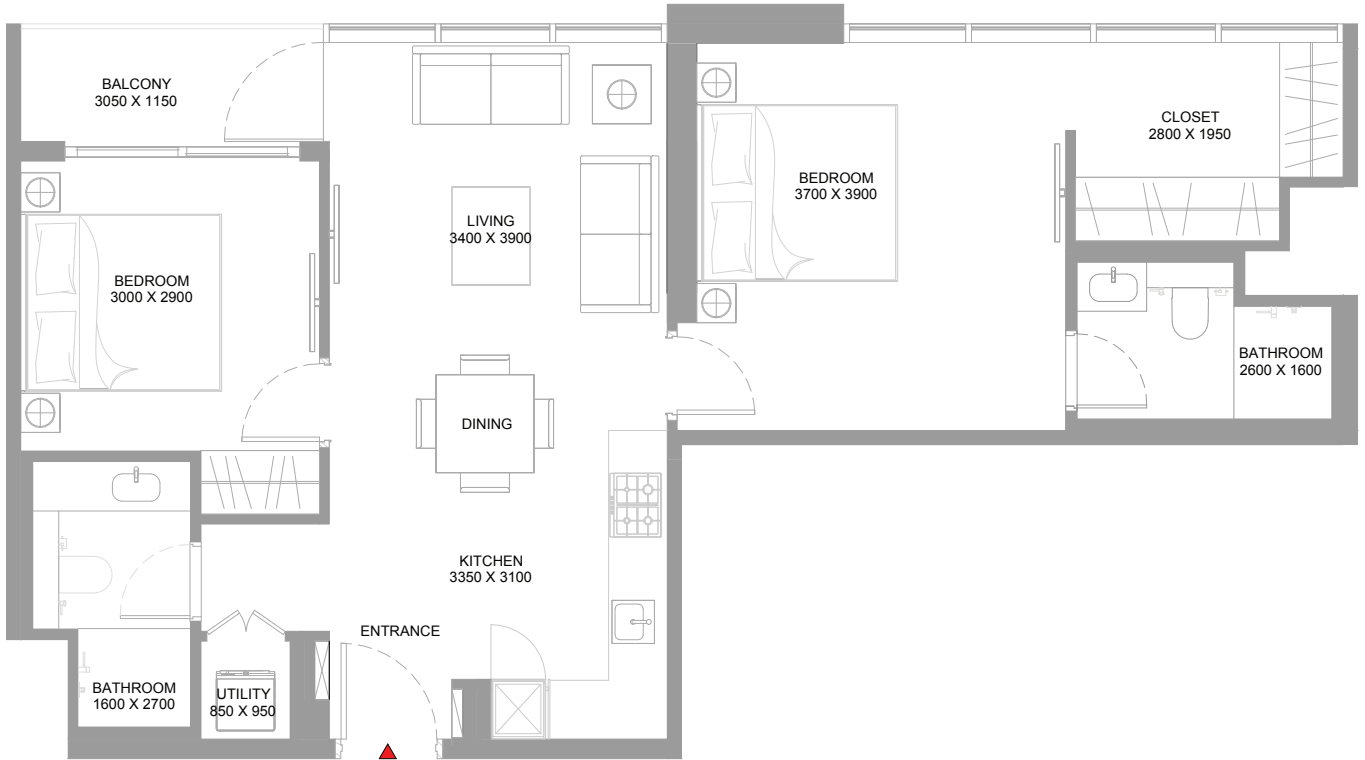 BALCONY
3050 X 1150
CLOSET
2800 X 1950
BEDROOM
3700 X 3900
LIVING
3400 X 3900
BEDROOM
3000 X 2900
BATHROOM
2600 X 1600
DINING
KITCHEN
3350 X 3100
ENTRANCE
BATHROOM
1600 X 2700
UTILITY
850 X 950